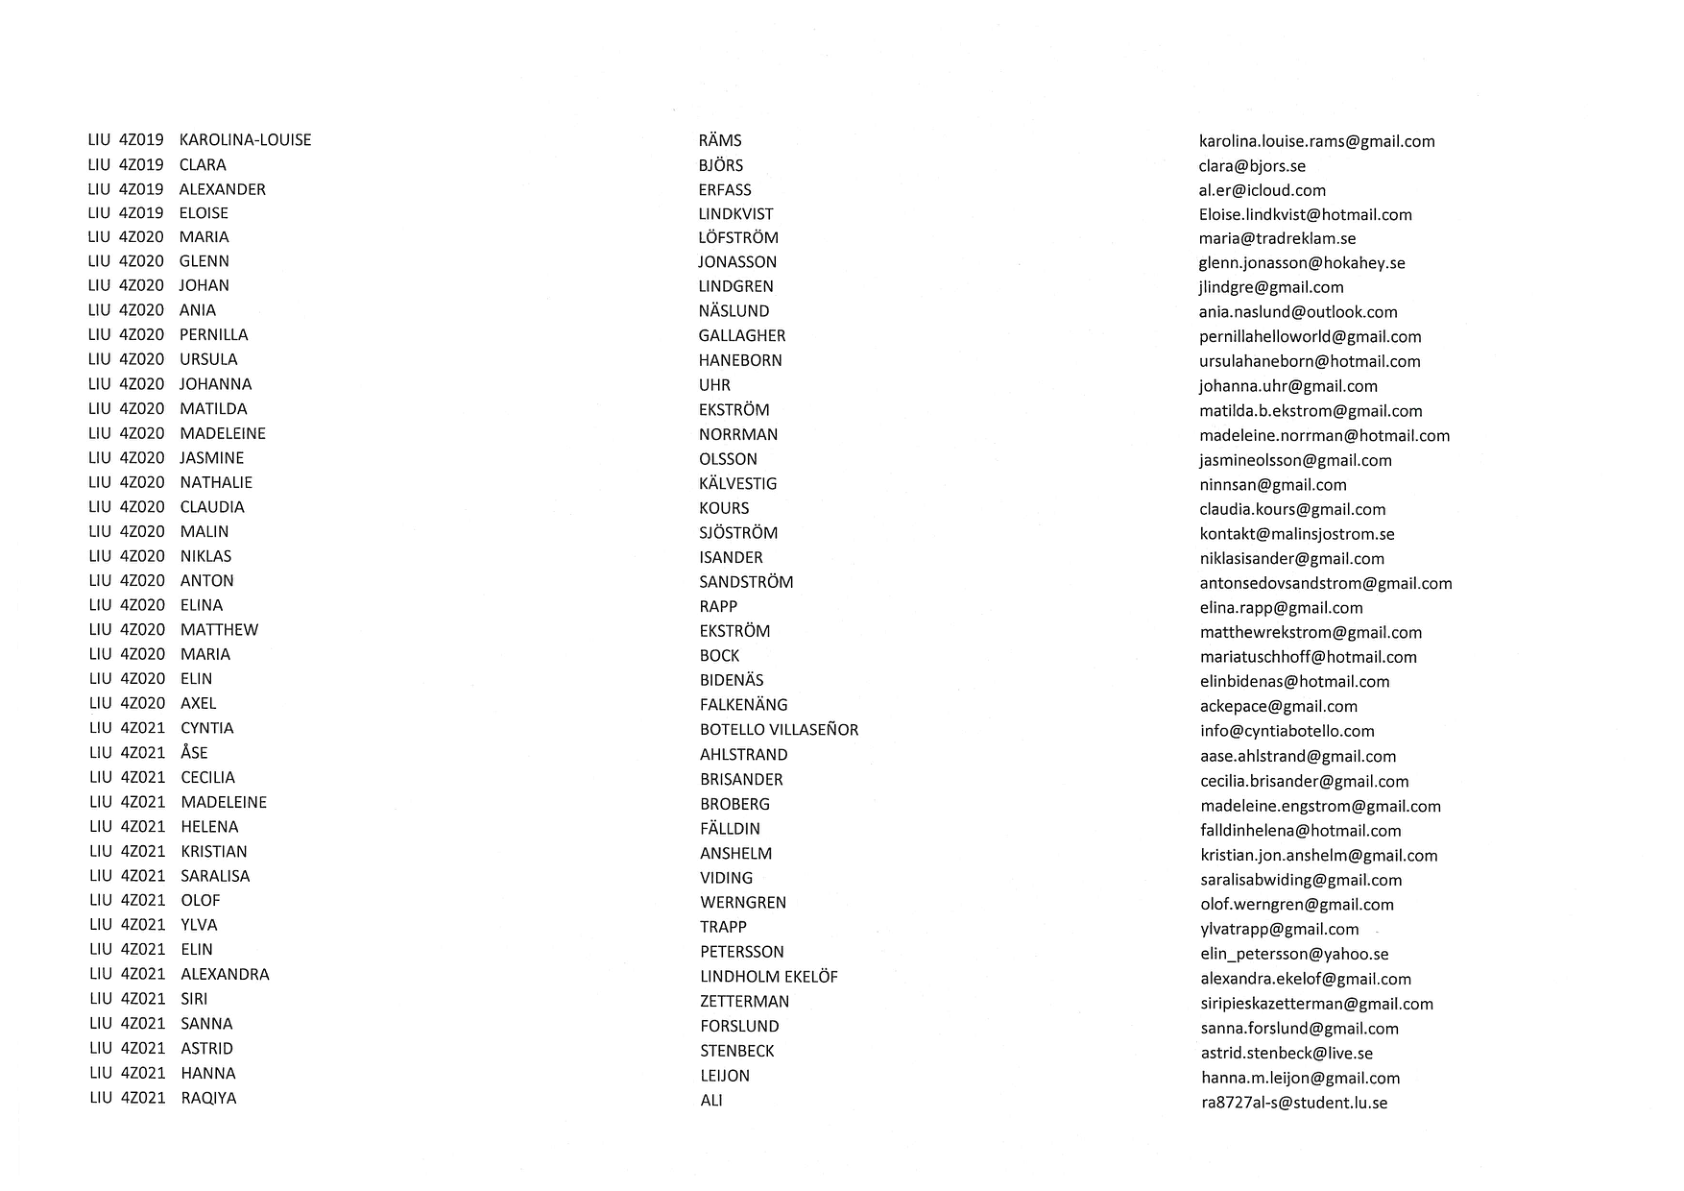 LIU 4Z019 KAROLINA-LOUISE RÄMS karolina.louise.rams@gmail.com
LIU 4Z019 CLARA BJÖRS clara@bjors.se
LIU 4Z019 ALEXANDER ERFASS al.er@icloud.com
LIU 4Z019 ELOISE LINDKVIST Eloise.lindkvist@hotmail.com
LIU 4Z020 MARIA LÖFSTRÖM maria@tradreklam.se
LIU 4Z020 GLENN JONASSON glenn.jonasson@hokahey.se
LIU 4Z020 JOHAN LINDGREN jlindgre@gmail.com
LIU 4Z020 ANIA NÄSLUND ania.naslund@outlook.com
LIU 4Z020 PERNILLA GALLAGHER pernillahelloworld@gmail.com
LIU 4Z020 URSULA HANEBORN ursulahaneborn@hotmail.com
LIU 4Z020 JOHANNA UHR johanna.uhr@gmail.com
LIU 4Z020 MATILDA EKSTRÖM matilda.b.ekstrom@gmail.com
LIU 4Z020 MADELEINE NORRMAN madeleine.norrman@hotmail.com
LIU 4Z020 JASMINE OLSSON jasmineolsson@gmail.com
LIU 4Z020 NATHALIE KÄLVESTIG ninnsan@gmail.com
LIU 4Z020 CLAUDIA KOURS claudia.kours@gmail.com
LIU 4Z020 MALIN SJÖSTRÖM kontakt@malinsjostrom.se
LIU 4Z020 NIKLAS ISANDER niklasisander@gmail.com
LIU 4Z020 ANTON SANDSTRÖM antonsedovsandstrom@gmail.com
LIU 4Z020 ELINA RAPP elina.rapp@gmail.com
LIU 4Z020 MATTHEW EKSTRÖM matthewrekstrom@gmail.com
LIU 4Z020 MARIA BOCK mariatuschhoff@hotmail.com
LIU 4Z020 ELIN BIDENÄS elinbidenas@hotmail.com
LIU 4Z020 AXEL FALKENÄNG ackepace@gmail.com
LIU 4Z021 CYNTIA BOTELLO VILLASEÑOR info@cyntiabotello.com
LIU 4Z021 ÅSE AHLSTRAND aase.ahlstrand@gmail.com
LIU 4Z021 CECILIA BRISANDER cecilia.brisander@gmail.com
LIU 4Z021 MADELEINE BROBERG madeleine.engstrom@gmail.com
LIU 4Z021 HELENA FÄLLDIN falldinhelena@hotmail.com
LIU 4Z021 KRISTIAN ANSHELM kristian.jon.anshelm@gmail.com
LIU 4Z021 SARALISA VIDING saralisabwiding@gmail.com
LIU 4Z021 OLOF WERNGREN olof.werngren@gmail.com
LIU 4Z021 YLVA TRAPP ylvatrapp@gmail.com
LIU 4Z021 ELIN PETERSSON elin_petersson@yahoo.se
LIU 4Z021 ALEXANDRA LINDHOLM EKELÖF alexandra.ekelof@gmail.com
LIU 4Z021 SIRI ZETTERMAN siripieskazetterman@gmail.com
LIU 4Z021 SANNA FORSLUND sanna.forslund@gmail.com
LIU 4Z021 ASTRID STENBECK astrid.stenbeck@live.se
LIU 4Z021 HANNA LEIJON hanna.m.leijon@gmail.com
LIU 4Z021 RAQIYA ALI ra8727al-s@student.lu.se